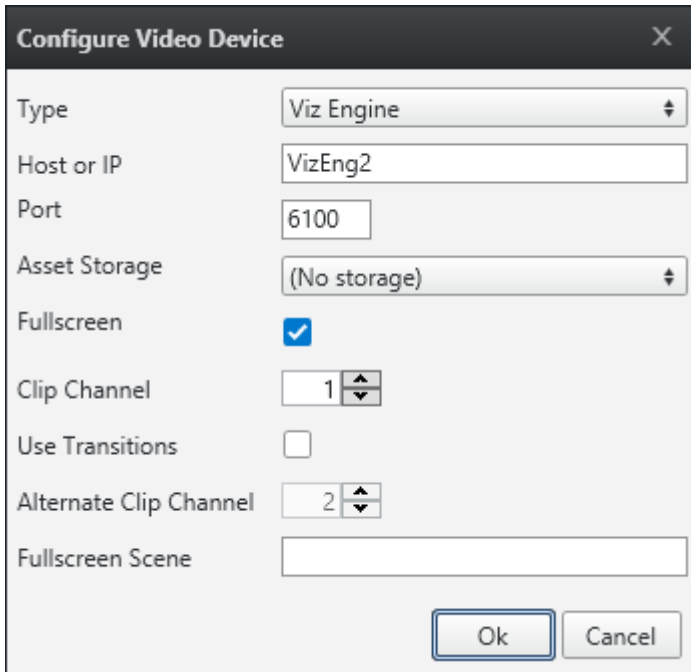 Configure Video Device
Type Viz Engine
Host or IP VizEng2
Port 6100
Asset Storage (No storage)
Fullscreen
Clip Channel 1
Use Transitions
Alternate Clip Channel 2
Fullscreen Scene
Ok Cancel